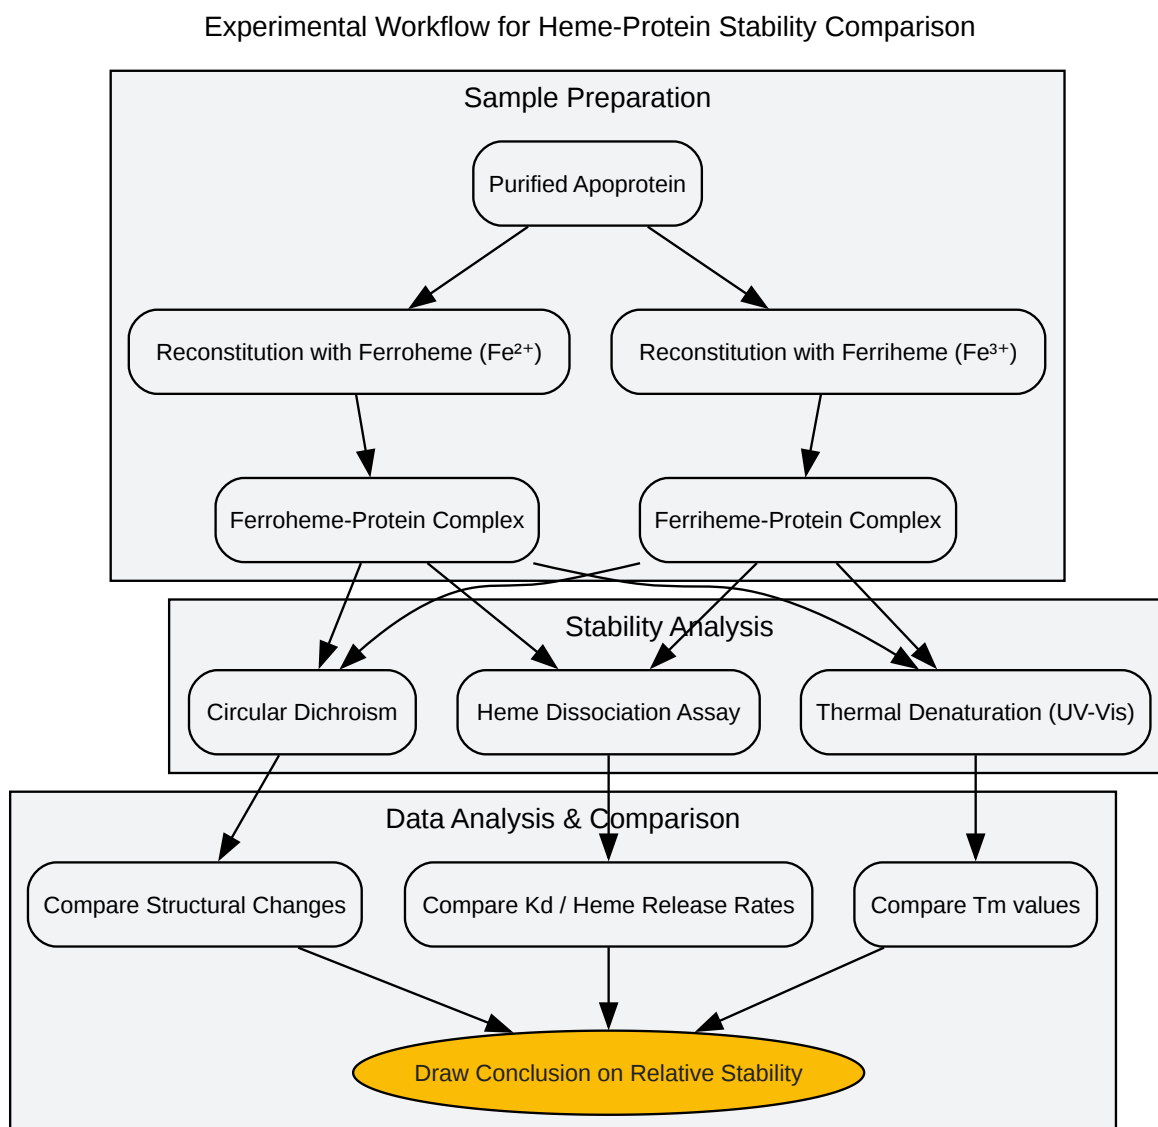 Experimental Workflow for Heme-Protein Stability Comparison
Sample Preparation
Purified Apoprotein
Reconstitution with Ferroheme (Fe²⁺)
Reconstitution with Ferriheme (Fe³⁺)
Ferroheme-Protein Complex
Ferriheme-Protein Complex
Stability Analysis
Circular Dichroism
Heme Dissociation Assay
Thermal Denaturation (UV-Vis)
Data Analysis & Comparison
Compare Structural Changes
Compare Kd / Heme Release Rates
Compare Tm values
Draw Conclusion on Relative Stability